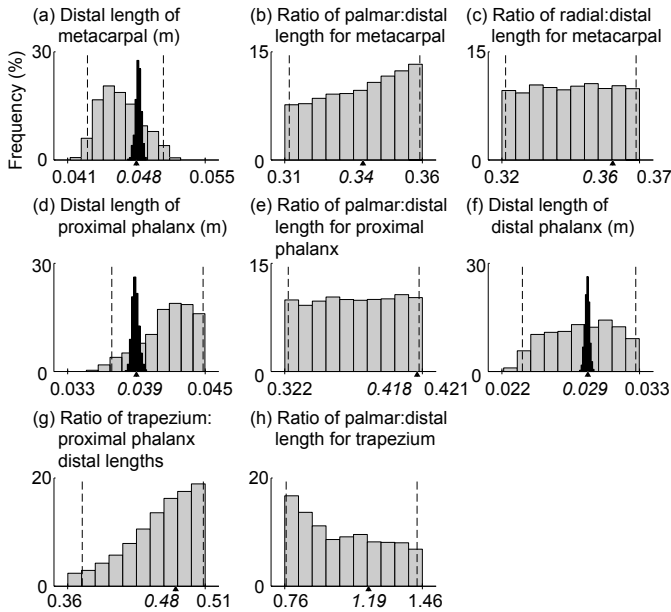 (a) Distal length of
metacarpal (m)
(b) Ratio of palmar:distal
length for metacarpal
(c) Ratio of radial:distal
length for metacarpal
Frequency (%)
30
0
0.041 0.048 0.055
15
0
0.31 0.34 0.36
15
0
0.32 0.36 0.37
(d) Distal length of
proximal phalanx (m)
(e) Ratio of palmar:distal
length for proximal
phalanx
(f) Distal length of
distal phalanx (m)
30
0
0.033 0.039 0.045
15
0
0.322 0.418 0.421
30
0
0.022 0.029 0.033
(g) Ratio of trapezium:
proximal phalanx
distal lengths
(h) Ratio of palmar:distal
length for trapezium
20
0
0.36 0.48 0.51
20
0
0.76 1.19 1.46